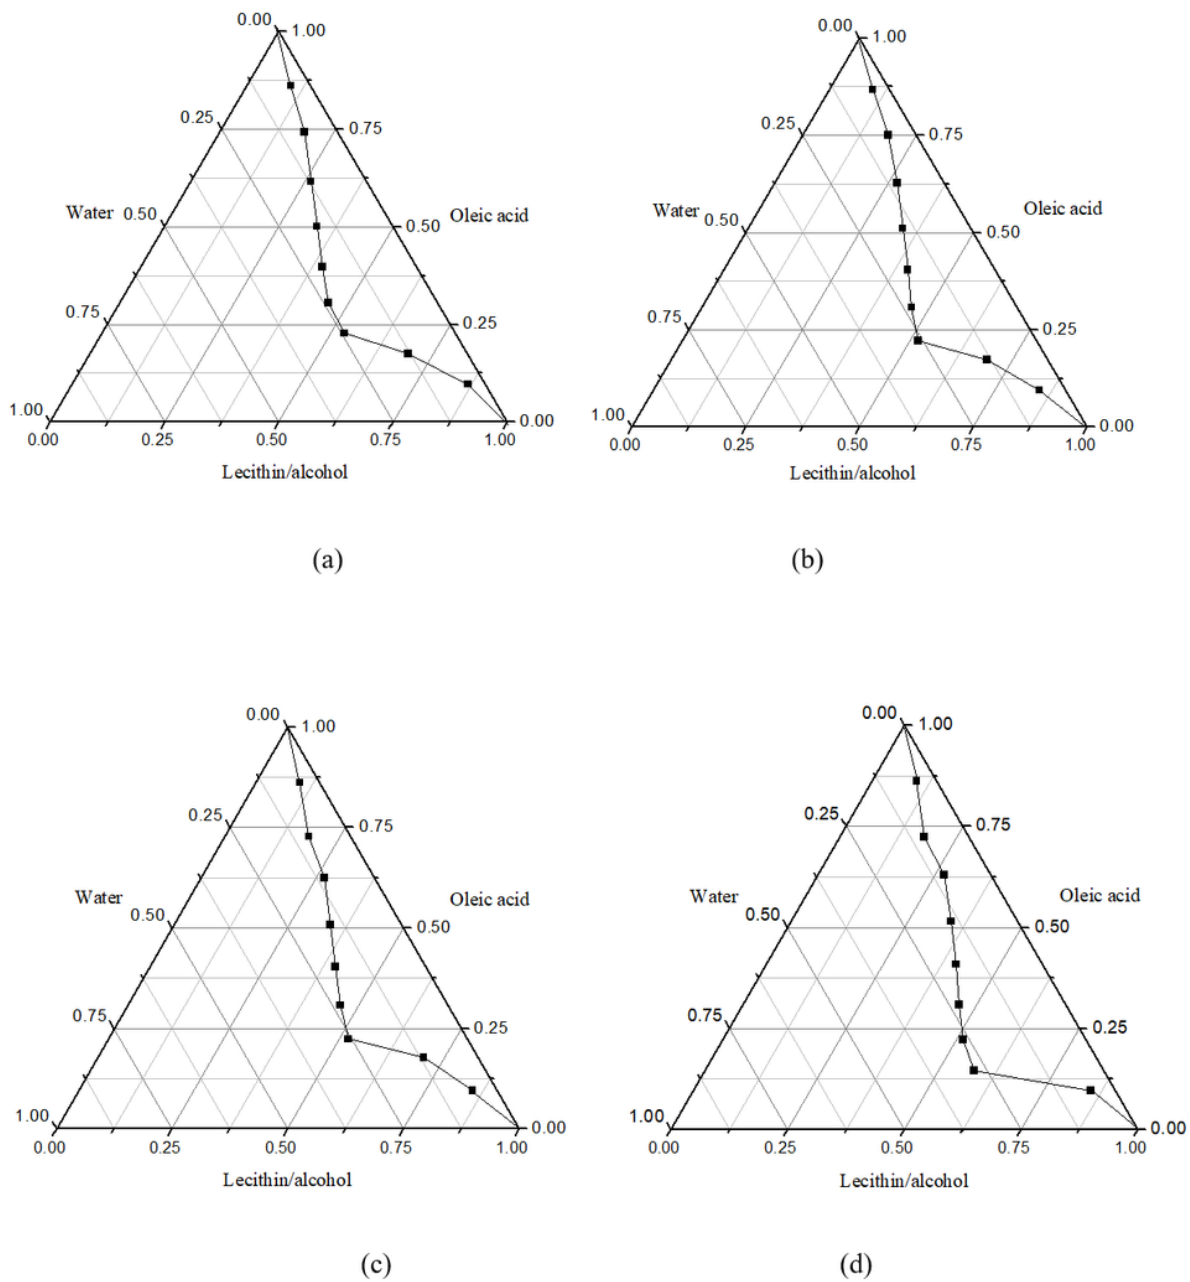 0.00 1.00
0.25 0.75
Water 0.50 Oleic acid
0.50
0.75 0.25
1.00 0.00
0.00 0.25 0.50 0.75 1.00
Lecithin/alcohol
(a)
0.00 1.00
0.25 0.75
Water 0.50 Oleic acid
0.50
0.75 0.25
1.00 0.00
0.00 0.25 0.50 0.75 1.00
Lecithin/alcohol
(b)
0.00 1.00
0.25 0.75
Water Oleic acid
0.50 0.50
0.75 0.25
1.00 0.00
0.00 0.25 0.50 0.75 1.00
Lecithin/alcohol
(c)
0.00 1.00
0.25 0.75
Water Oleic acid
0.50 0.50
0.75 0.25
1.00 0.00
0.00 0.25 0.50 0.75 1.00
Lecithin/alcohol
(d)